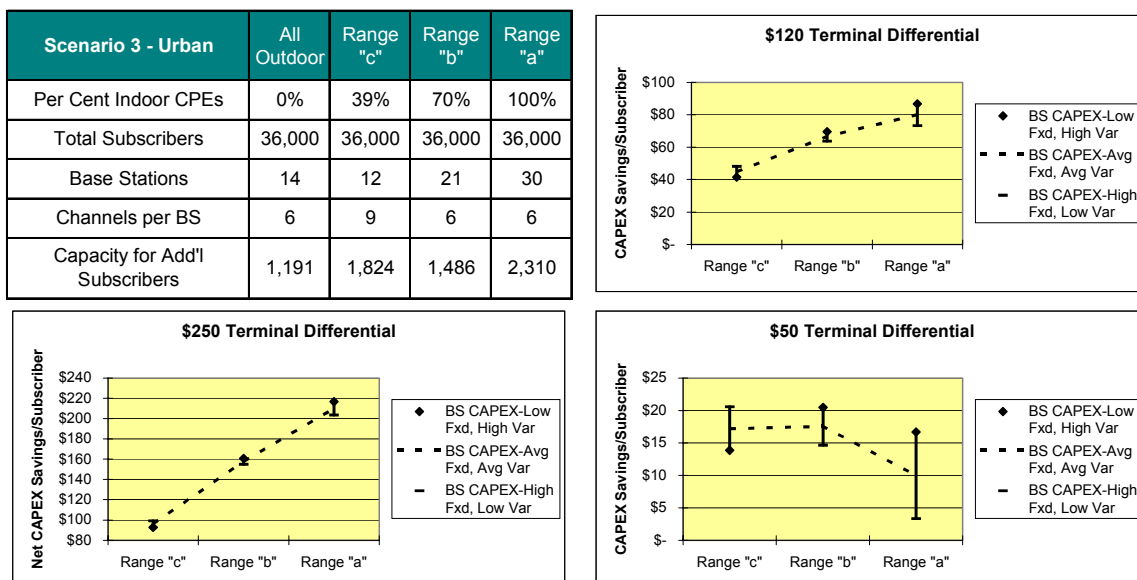 Scenario 3 - Urban
All Outdoor
Range "c"
Range "b"
Range "a"
Per Cent Indoor CPEs 0% 39% 70% 100%
Total Subscribers 36,000 36,000 36,000 36,000
Base Stations 14 12 21 30
Channels per BS 6 9 6 6
Capacity for Add'l Subscribers 1,191 1,824 1,486 2,310
$120 Terminal Differential
CAPEX Savings/Subscriber
$100
$80
$60
$40
$20
$-
Range "c" Range "b" Range "a"
BS CAPEX-Low
Fxd, High Var
BS CAPEX-Avg
Fxd, Avg Var
BS CAPEX-High
Fxd, Low Var
$250 Terminal Differential
Net CAPEX Savings/Subscriber
$240
$220
$200
$180
$160
$140
$120
$100
$80
Range "c" Range "b" Range "a"
BS CAPEX-Low
Fxd, High Var
BS CAPEX-Avg
Fxd, Avg Var
BS CAPEX-High
Fxd, Low Var
$50 Terminal Differential
CAPEX Savings/Subscriber
$25
$20
$15
$10
$5
$-
Range "c" Range "b" Range "a"
BS CAPEX-Low
Fxd, High Var
BS CAPEX-Avg
Fxd, Avg Var
BS CAPEX-High
Fxd, Low Var